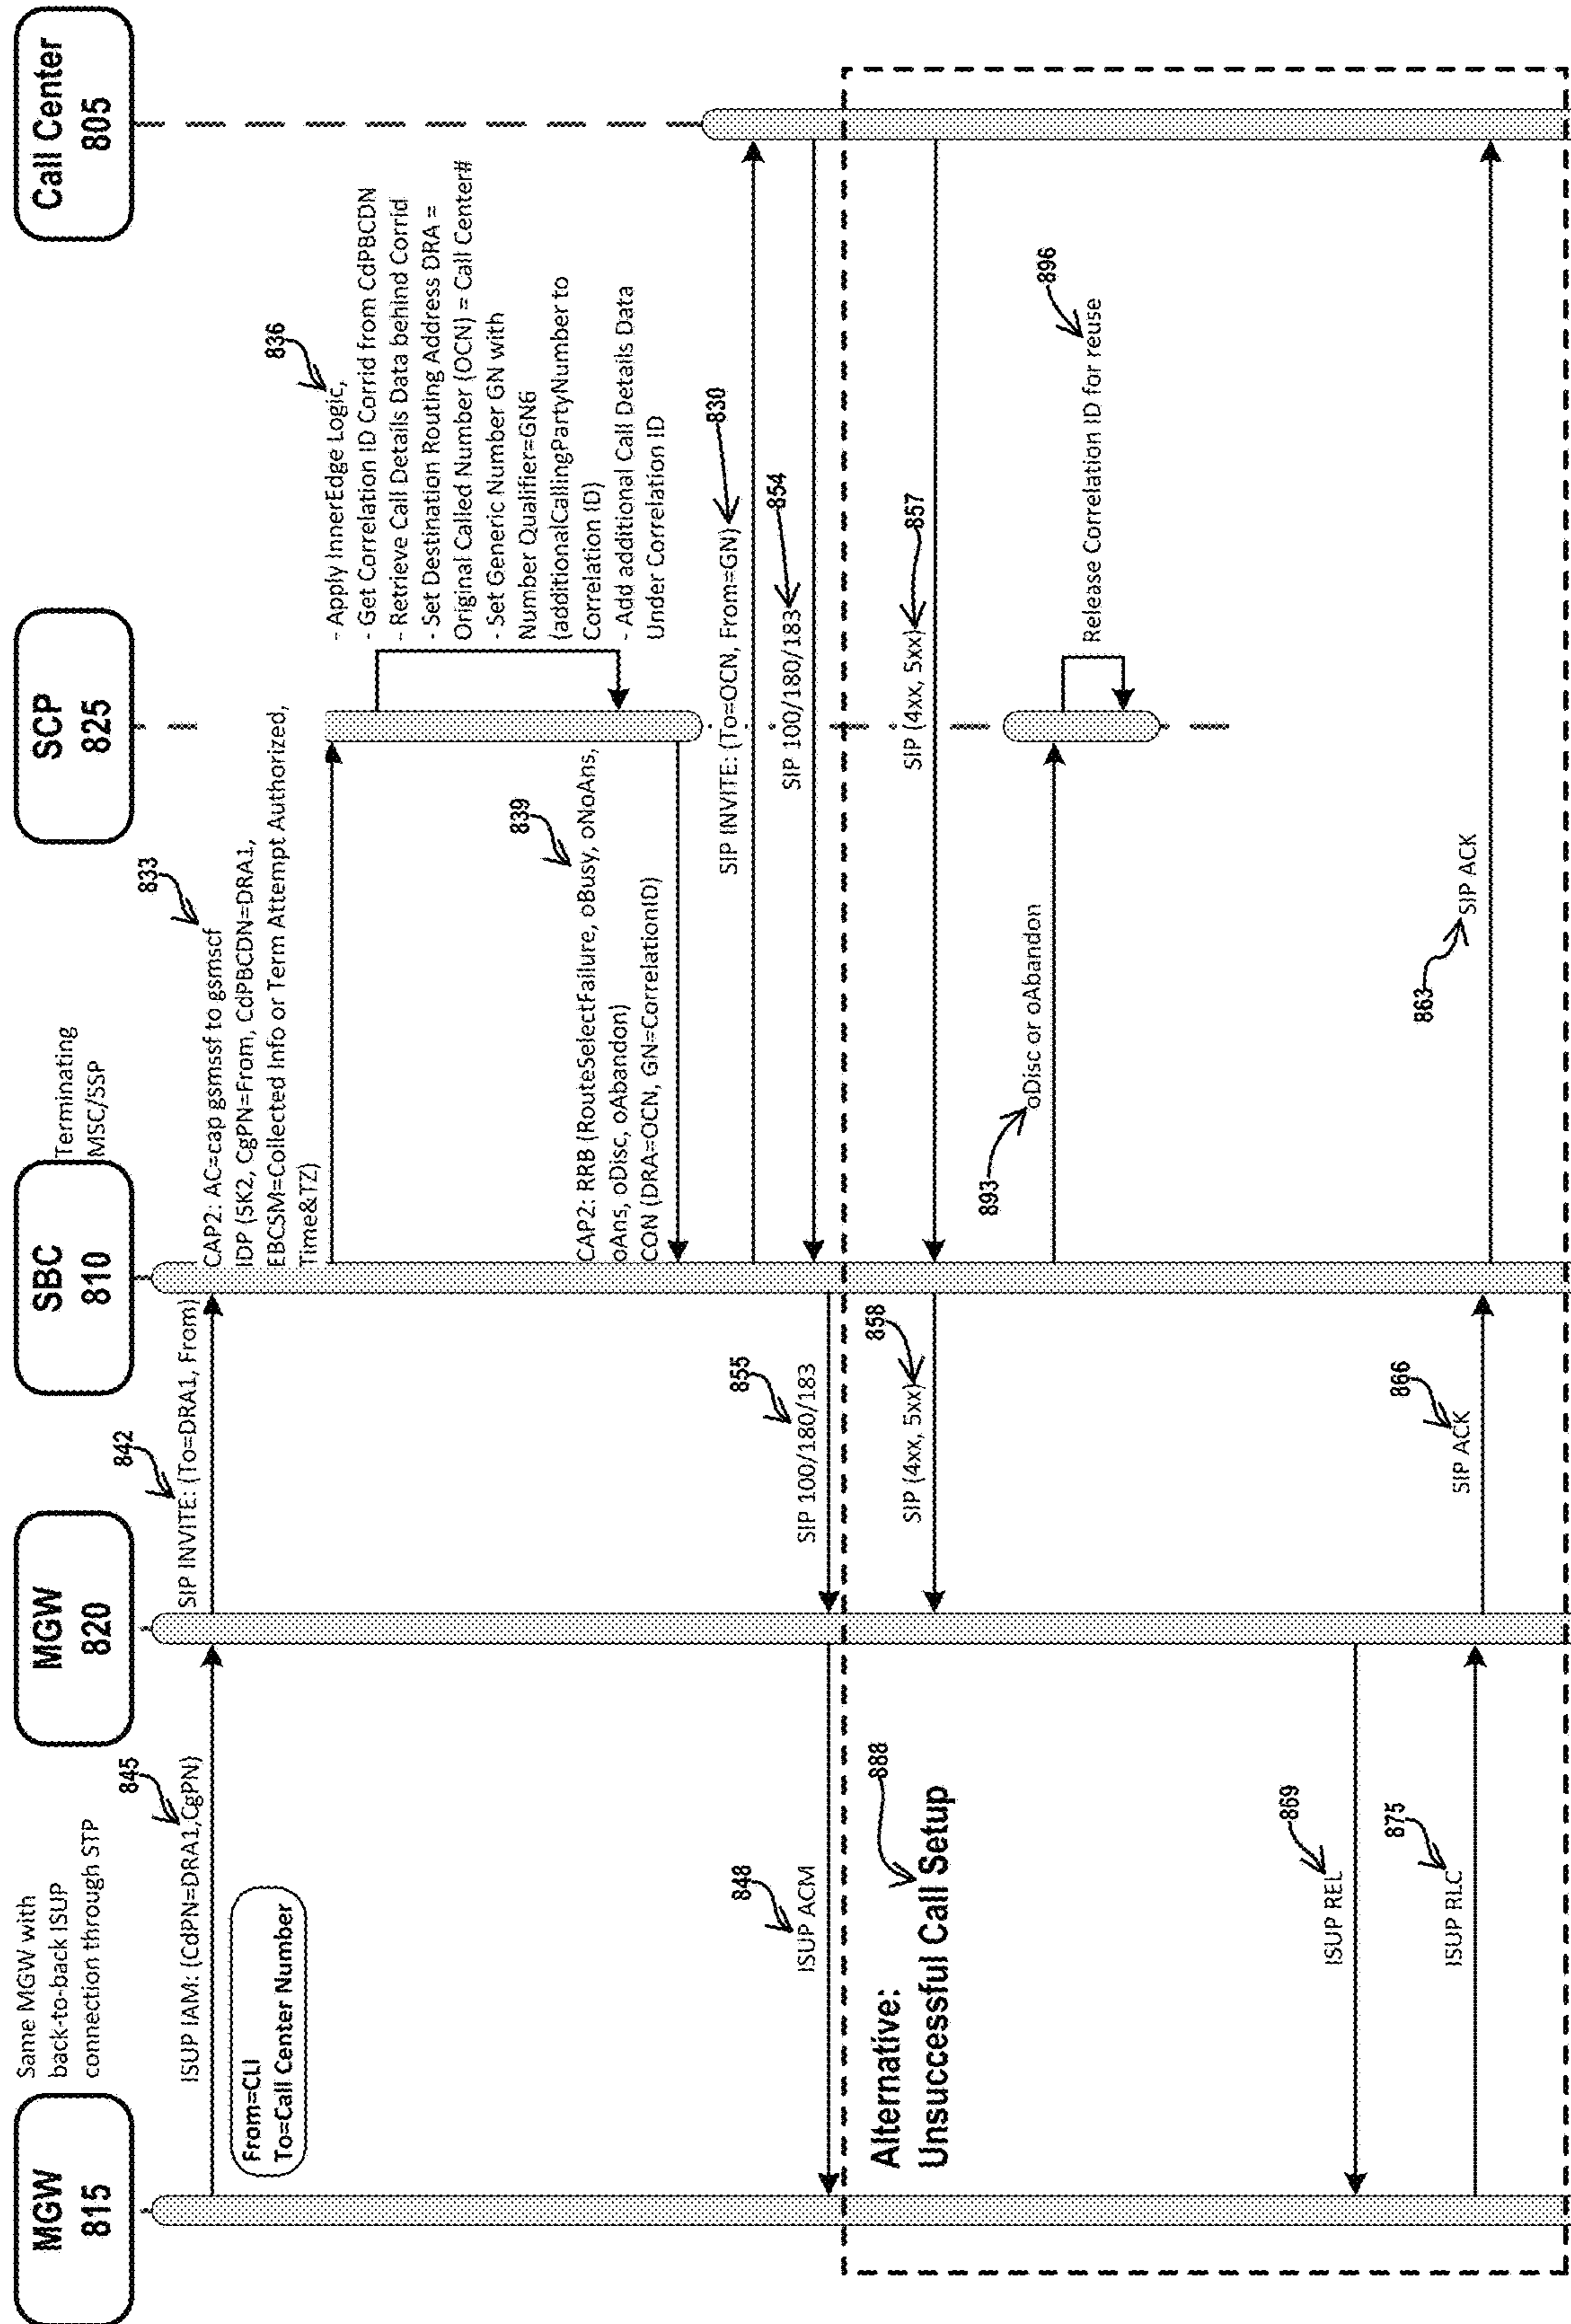 MGW
815
Same MGW with
back-to-back ISUP
connection through STP
MGW
820
SBC
810
Terminating
MSC/SSP
SCP
825
Call Center
805
845
ISUP IAM: (CdPN=DRA1,CgPN)
From=CLI
To=Call Center Number
842
SIP INVITE: (To=DRA1, From)
833
CAP2: AC=cap gsmssf to gsmscf
IDP (SK2, CgPN=From, CdPBCDN=DRA1,
EBCSM=Collected Info or Term Attempt Authorized,
Time&TZ)
836
- Apply InnerEdge Logic,
- Get Correlation ID Corrid from CdPBCDN
- Retrieve Call Details Data behind Corrid
- Set Destination Routing Address DRA =
Original Called Number (OCN) = Call Center#
- Set Generic Number GN with
Number Qualifier=GN6
(additionalCallingPartyNumber to
Correlation ID)
- Add additional Call Details Data
Under Correlation ID
839
CAP2: RRB (RouteSelectFailure, oBusy, oNoAns,
oAns, oDisc, oAbandon)
CON (DRA=OCN, GN=CorrelationID)
SIP INVITE: (To=OCN, From=GN)
830
SIP 100/180/183
854
855
SIP 100/180/183
848
ISUP ACM
Alternative:
Unsuccessful Call Setup
888
SIP (4xx, 5xx)
857
SIP (4xx, 5xx)
858
893
oDisc or oAbandon
Release Correlation ID for reuse
896
869
ISUP REL
875
ISUP RLC
866
SIP ACK
863
SIP ACK